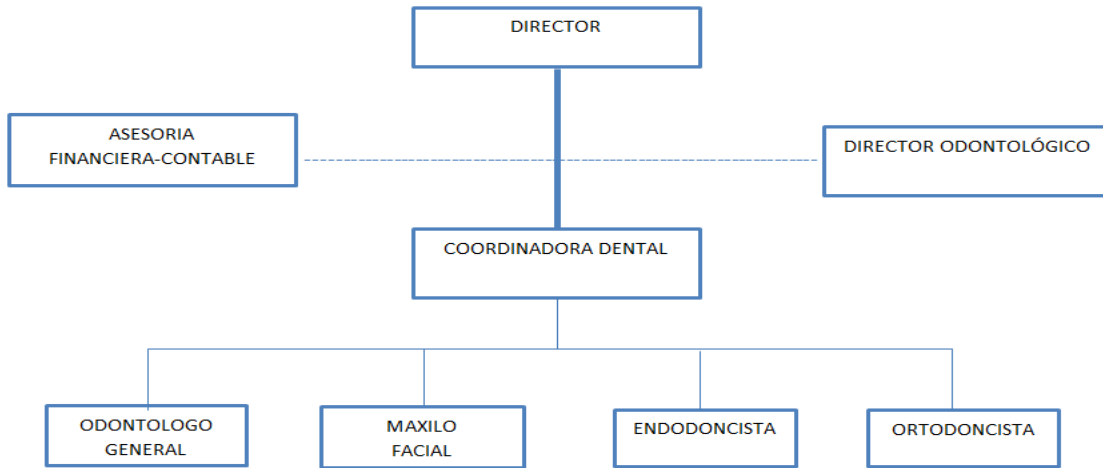 DIRECTOR
ASESORIA
FINANCIERA-CONTABLE
DIRECTOR ODONTOLÓGICO
COORDINADORA DENTAL
ODONTOLOGO
GENERAL
MAXILO
FACIAL
ENDODONCISTA
ORTODONCISTA